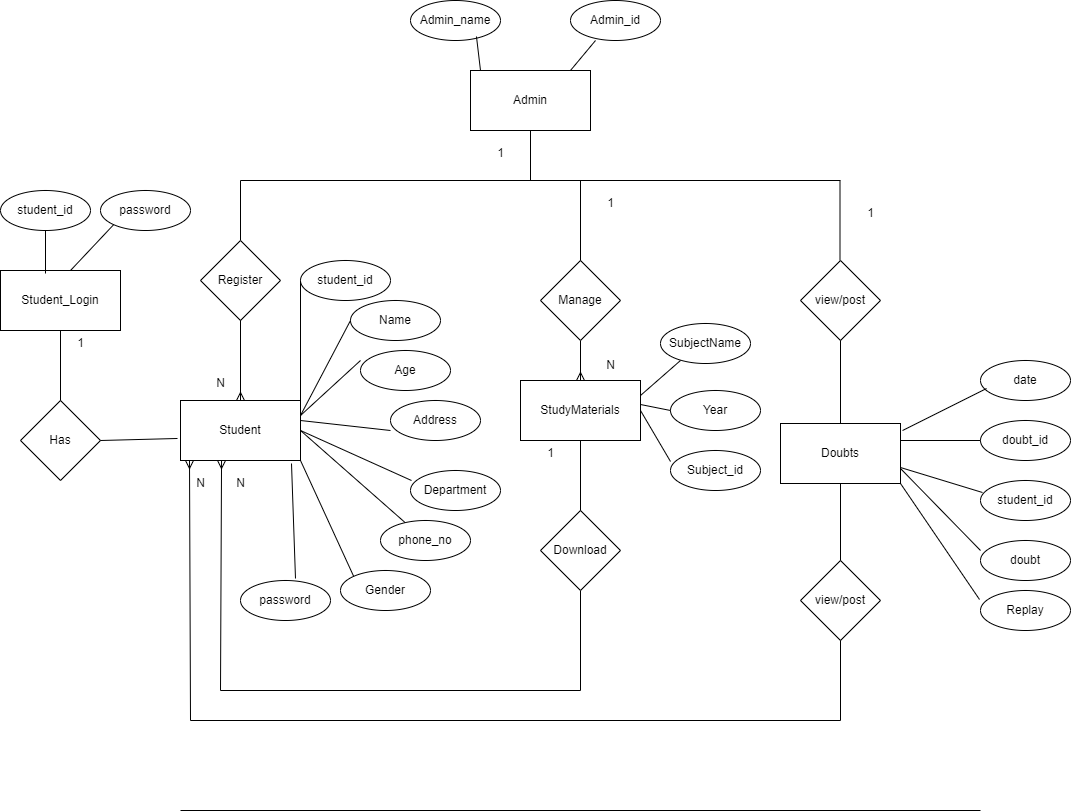 Admin_name
Admin_id
Admin
1
1
1
student_id
password
Student_Login
1
Has
Register
N
Student
student_id
Name
Age
Address
Department
phone_no
Gender
password
N
N
Manage
N
StudyMaterials
1
SubjectName
Year
Subject_id
Download
view/post
Doubts
date
doubt_id
student_id
doubt
Replay
view/post